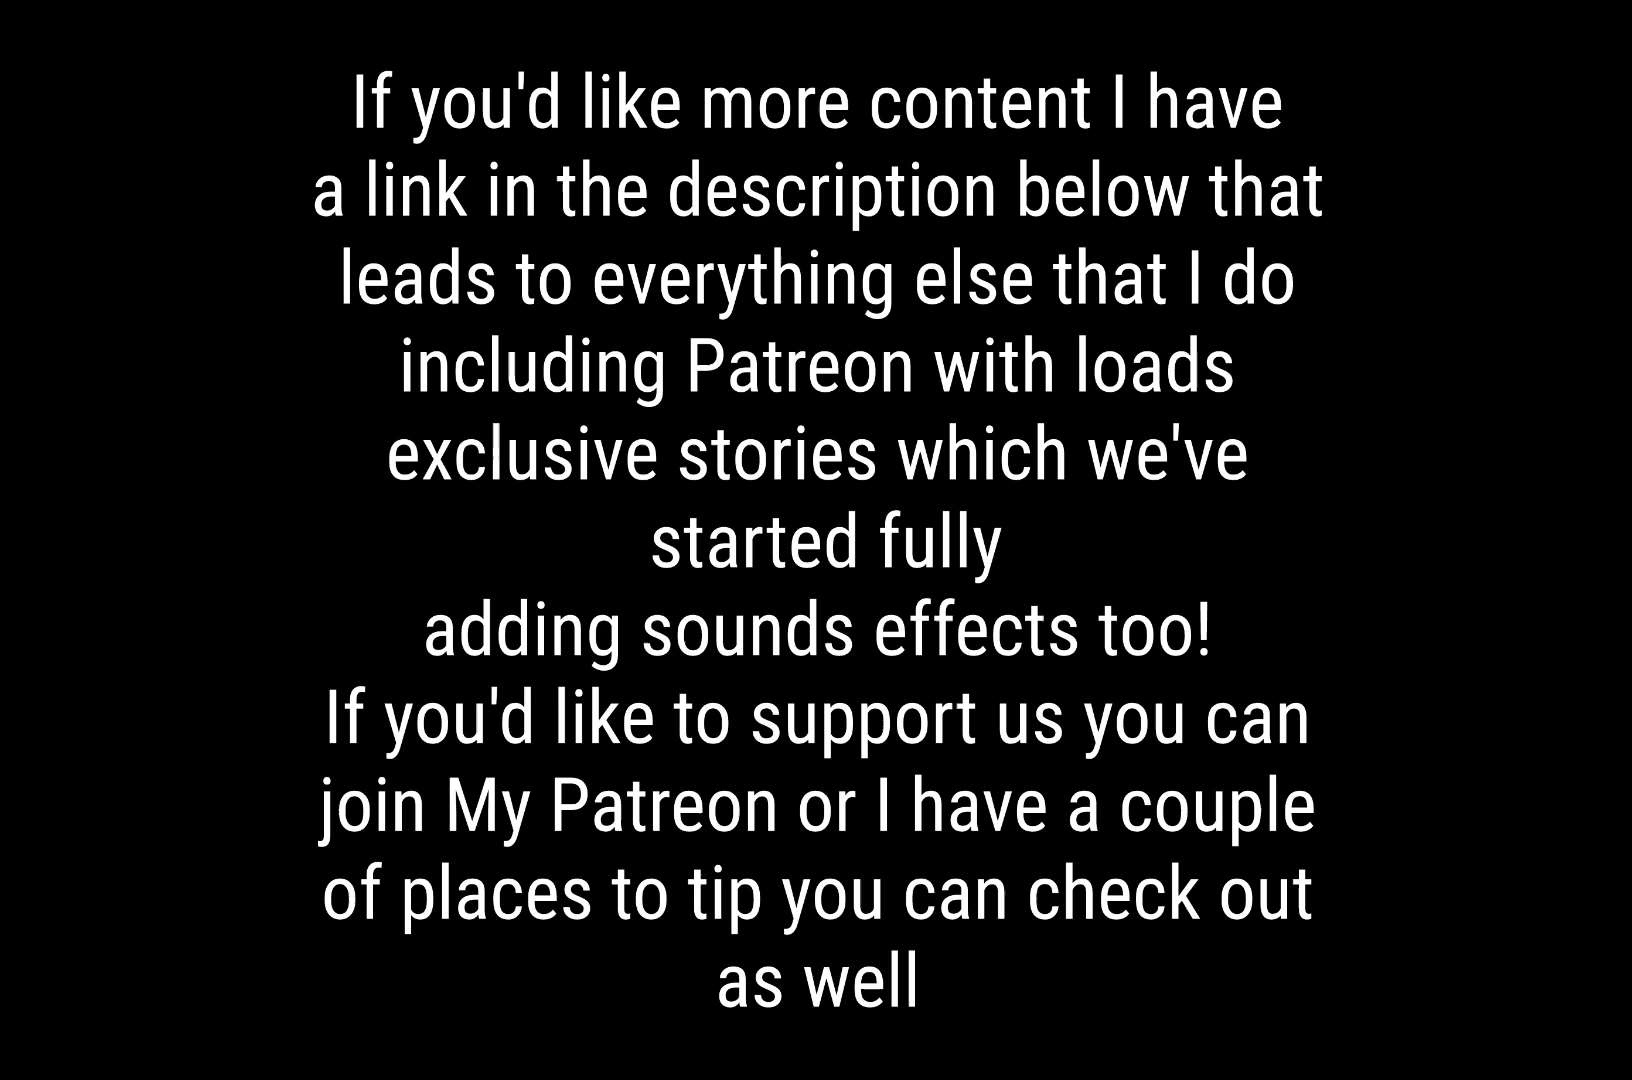 If you'd like more content I have
a link in the description below that
leads to everything else that I do
including Patreon with loads
exclusive stories which we've
started fully
adding sounds effects too!
If you'd like to support us you can
join My Patreon or I have a couple
of places to tip you can check out
as well